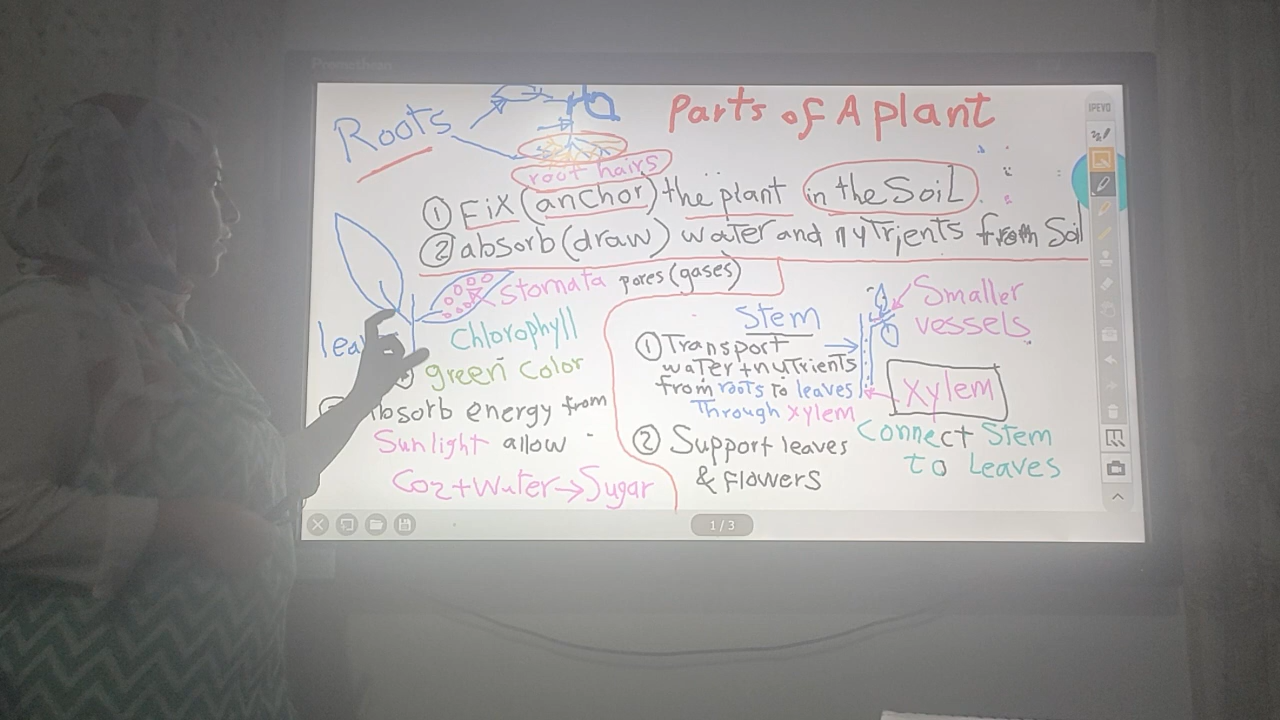 Promethean
Parts of A plant
IPEVO
Roots
root hairs
① Fix (anchor) the plant in the Soil
② absorb (draw) water and nutrients from Soil
Stomata pores (gases)
Chlorophyll
green color
absorb energy from
Sunlight allow
Co2+Water→Sugar
Stem
① Transport
water+nutrients
from roots to leaves
Through xylem
② Support leaves
& flowers
Smaller
vessels
Xylem
Connect Stem
to Leaves
1/3